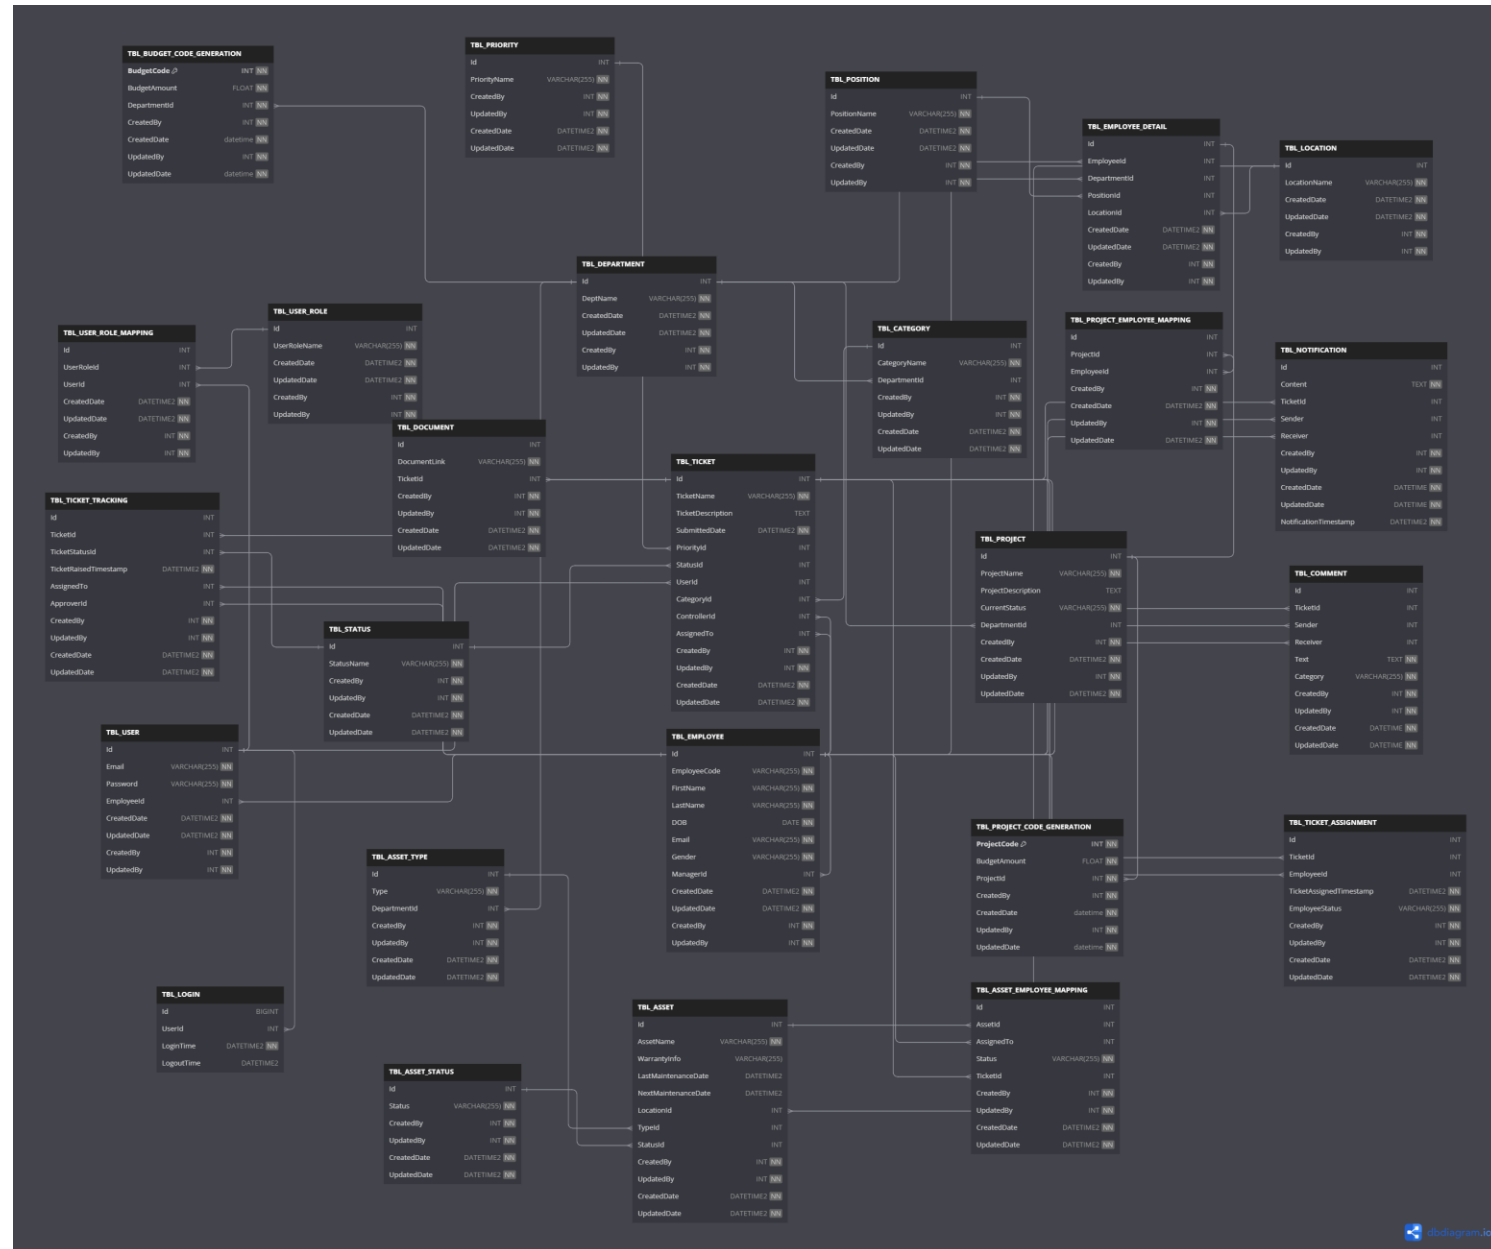 TBL_BUDGET_CODE_GENERATION
BudgetCode INT NN
BudgetAmount FLOAT NN
DepartmentId INT NN
CreatedBy INT NN
CreatedDate datetime NN
UpdatedBy INT NN
UpdatedDate datetime NN
TBL_PRIORITY
Id INT
PriorityName VARCHAR(255) NN
CreatedBy INT NN
UpdatedBy INT NN
CreatedDate DATETIME2 NN
UpdatedDate DATETIME2 NN
TBL_POSITION
Id INT
PositionName VARCHAR(255) NN
CreatedDate DATETIME2 NN
UpdatedDate DATETIME2 NN
CreatedBy INT NN
UpdatedBy INT NN
TBL_EMPLOYEE_DETAIL
Id INT
EmployeeId INT
DepartmentId INT
PositionId INT
LocationId INT
CreatedDate DATETIME2 NN
UpdatedDate DATETIME2 NN
CreatedBy INT NN
UpdatedBy INT NN
TBL_LOCATION
Id INT
LocationName VARCHAR(255) NN
CreatedDate DATETIME2 NN
UpdatedDate DATETIME2 NN
CreatedBy INT NN
UpdatedBy INT NN
TBL_DEPARTMENT
Id INT
DeptName VARCHAR(255) NN
CreatedDate DATETIME2 NN
UpdatedDate DATETIME2 NN
CreatedBy INT NN
UpdatedBy INT NN
TBL_USER_ROLE_MAPPING
Id INT
UserRoleId INT
UserId INT
CreatedDate DATETIME2 NN
UpdatedDate DATETIME2 NN
CreatedBy INT NN
UpdatedBy INT NN
TBL_USER_ROLE
Id INT
UserRoleName VARCHAR(255) NN
CreatedDate DATETIME2 NN
UpdatedDate DATETIME2 NN
CreatedBy INT NN
UpdatedBy INT NN
TBL_CATEGORY
Id INT
CategoryName VARCHAR(255) NN
DepartmentId INT
CreatedBy INT NN
UpdatedBy INT NN
CreatedDate DATETIME2 NN
UpdatedDate DATETIME2 NN
TBL_PROJECT_EMPLOYEE_MAPPING
Id INT
ProjectId INT
EmployeeId INT
CreatedBy INT NN
CreatedDate DATETIME2 NN
UpdatedBy INT NN
UpdatedDate DATETIME2 NN
TBL_NOTIFICATION
Id INT
Content TEXT NN
TicketId INT
Sender INT
Receiver INT
CreatedBy INT NN
UpdatedBy INT NN
CreatedDate DATETIME NN
UpdatedDate DATETIME NN
NotificationTimestamp DATETIME2 NN
TBL_DOCUMENT
Id INT
DocumentLink VARCHAR(255) NN
TicketId INT
CreatedBy INT NN
UpdatedBy INT NN
CreatedDate DATETIME2 NN
UpdatedDate DATETIME2 NN
TBL_TICKET
Id INT
TicketName VARCHAR(255) NN
TicketDescription TEXT
SubmittedDate DATETIME2 NN
PriorityId INT
StatusId INT
UserId INT
CategoryId INT
ControllerId INT
AssignedTo INT
CreatedBy INT NN
UpdatedBy INT NN
CreatedDate DATETIME2 NN
UpdatedDate DATETIME2 NN
TBL_TICKET_TRACKING
Id INT
TicketId INT
TicketStatusId INT
TicketRaisedTimestamp DATETIME2 NN
AssignedTo INT
ApproverId INT
CreatedBy INT NN
UpdatedBy INT NN
CreatedDate DATETIME2 NN
UpdatedDate DATETIME2 NN
TBL_PROJECT
Id INT
ProjectName VARCHAR(255) NN
ProjectDescription TEXT
CurrentStatus VARCHAR(255) NN
DepartmentId INT
CreatedBy INT NN
CreatedDate DATETIME2 NN
UpdatedBy INT NN
UpdatedDate DATETIME2 NN
TBL_COMMENT
Id INT
TicketId INT
Sender INT
Receiver INT
Text TEXT NN
Category VARCHAR(255) NN
CreatedBy INT NN
UpdatedBy INT NN
CreatedDate DATETIME NN
UpdatedDate DATETIME NN
TBL_STATUS
Id INT
StatusName VARCHAR(255) NN
CreatedBy INT NN
UpdatedBy INT NN
CreatedDate DATETIME2 NN
UpdatedDate DATETIME2 NN
TBL_USER
Id INT
Email VARCHAR(255) NN
Password VARCHAR(255) NN
EmployeeId INT
CreatedDate DATETIME2 NN
UpdatedDate DATETIME2 NN
CreatedBy INT NN
UpdatedBy INT NN
TBL_EMPLOYEE
Id INT
EmployeeCode VARCHAR(255) NN
FirstName VARCHAR(255) NN
LastName VARCHAR(255) NN
DOB DATE NN
Email VARCHAR(255) NN
Gender VARCHAR(255) NN
ManagerId INT
CreatedDate DATETIME2 NN
UpdatedDate DATETIME2 NN
CreatedBy INT NN
UpdatedBy INT NN
TBL_PROJECT_CODE_GENERATION
ProjectCode INT NN
BudgetAmount FLOAT NN
ProjectId INT NN
CreatedBy INT NN
CreatedDate datetime NN
UpdatedBy INT NN
UpdatedDate datetime NN
TBL_TICKET_ASSIGNMENT
Id INT
TicketId INT
EmployeeId INT
TicketAssignedTimestamp DATETIME2 NN
EmployeeStatus VARCHAR(255) NN
CreatedBy INT NN
UpdatedBy INT NN
CreatedDate DATETIME2 NN
UpdatedDate DATETIME2 NN
TBL_ASSET_TYPE
Id INT
Type VARCHAR(255) NN
DepartmentId INT
CreatedBy INT NN
UpdatedBy INT NN
CreatedDate DATETIME2 NN
UpdatedDate DATETIME2 NN
TBL_LOGIN
Id BIGINT
UserId INT
LoginTime DATETIME2 NN
LogoutTime DATETIME2
TBL_ASSET
Id INT
AssetName VARCHAR(255) NN
WarrantyInfo VARCHAR(255)
LastMaintenanceDate DATETIME2
NextMaintenanceDate DATETIME2
LocationId INT
TypeId INT
StatusId INT
CreatedBy INT NN
UpdatedBy INT NN
CreatedDate DATETIME2 NN
UpdatedDate DATETIME2 NN
TBL_ASSET_EMPLOYEE_MAPPING
Id INT
AssetId INT
AssignedTo INT
Status VARCHAR(255) NN
TicketId INT
CreatedBy INT NN
UpdatedBy INT NN
CreatedDate DATETIME2 NN
UpdatedDate DATETIME2 NN
TBL_ASSET_STATUS
Id INT
Status VARCHAR(255) NN
CreatedBy INT NN
UpdatedBy INT NN
CreatedDate DATETIME2 NN
UpdatedDate DATETIME2 NN
dbdiagram.io